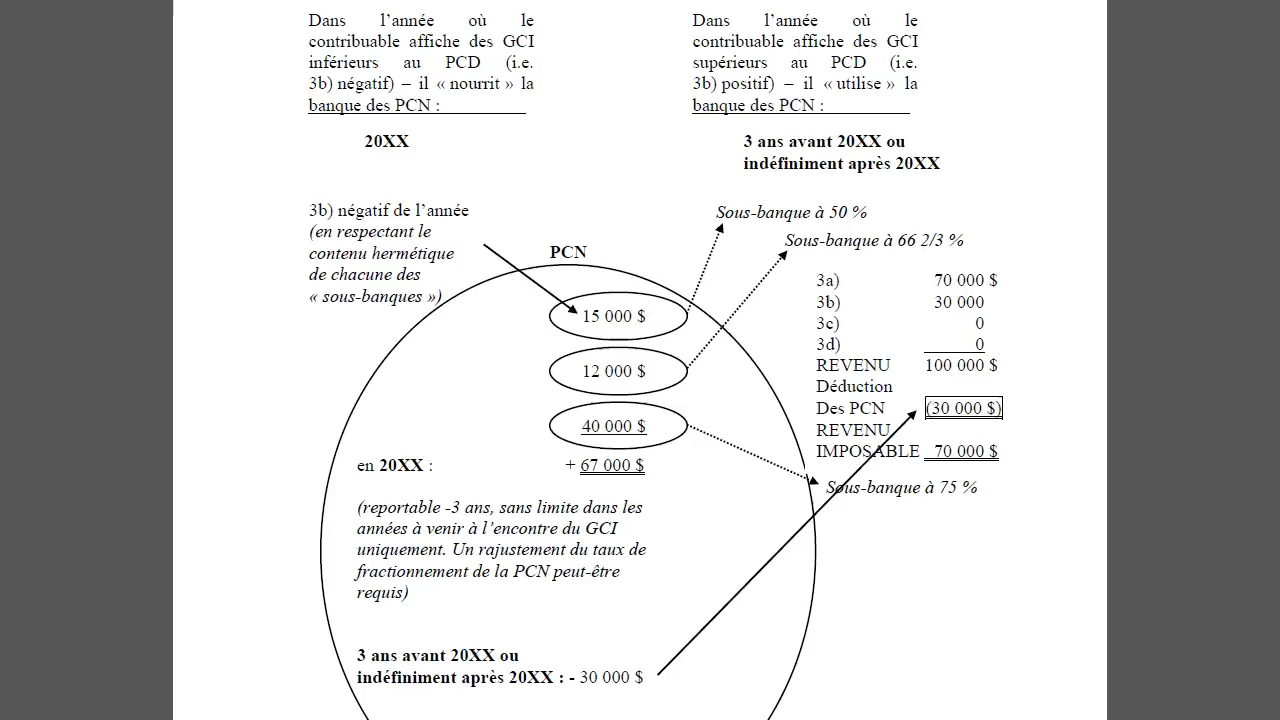 Dans l’année où le
contribuable affiche des GCI
inférieurs au PCD (i.e.
3b) négatif) – il « nourrit » la
banque des PCN :
Dans l’année où le
contribuable affiche des GCI
supérieurs au PCD (i.e.
3b) positif) – il « utilise » la
banque des PCN :
20XX
3 ans avant 20XX ou
indéfiniment après 20XX
3b) négatif de l’année
(en respectant le
contenu hermétique
de chacune des
« sous-banques »)
PCN
Sous-banque à 50 %
Sous-banque à 66 2/3 %
15 000 $
12 000 $
40 000 $
en 20XX : + 67 000 $
3a) 70 000 $
3b) 30 000
3c) 0
3d) 0
REVENU 100 000 $
Déduction
Des PCN (30 000 $)
REVENU
IMPOSABLE 70 000 $
Sous-banque à 75 %
(reportable -3 ans, sans limite dans les
années à venir à l’encontre du GCI
uniquement. Un rajustement du taux de
fractionnement de la PCN peut-être
requis)
3 ans avant 20XX ou
indéfiniment après 20XX : - 30 000 $